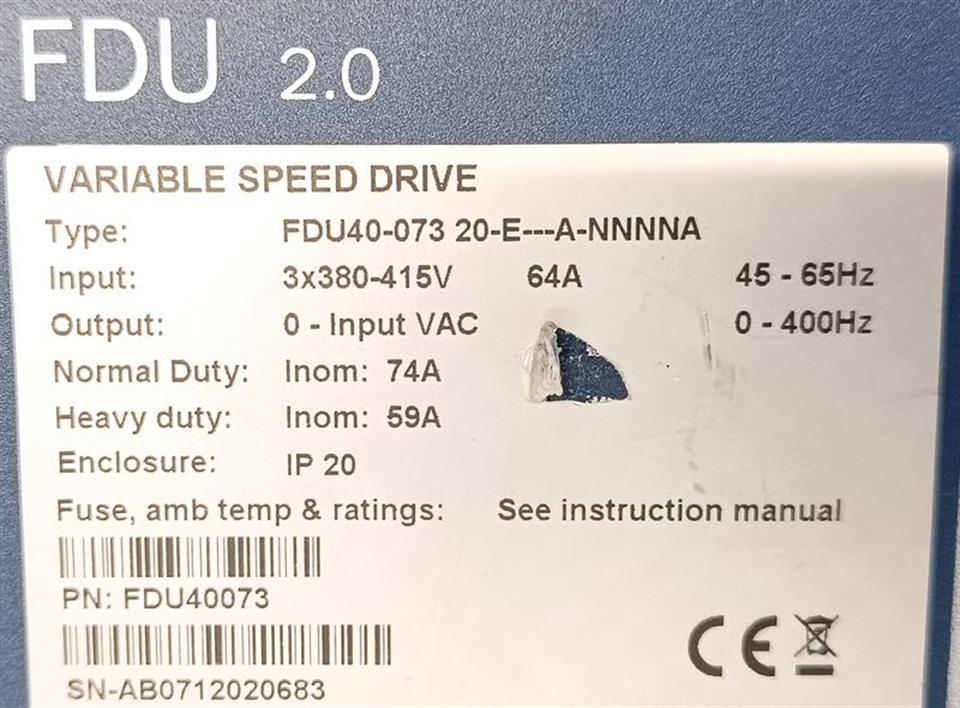 FDU 2.0
VARIABLE SPEED DRIVE
Type: FDU40-073 20-E---A-NNNNA
Input: 3x380-415V 64A 45 - 65Hz
Output: 0 - Input VAC 0 - 400Hz
Normal Duty: Inom: 74A
Heavy duty: Inom: 59A
Enclosure: IP 20
Fuse, amb temp & ratings: See instruction manual
PN: FDU40073
CE
SN-AB0712020683